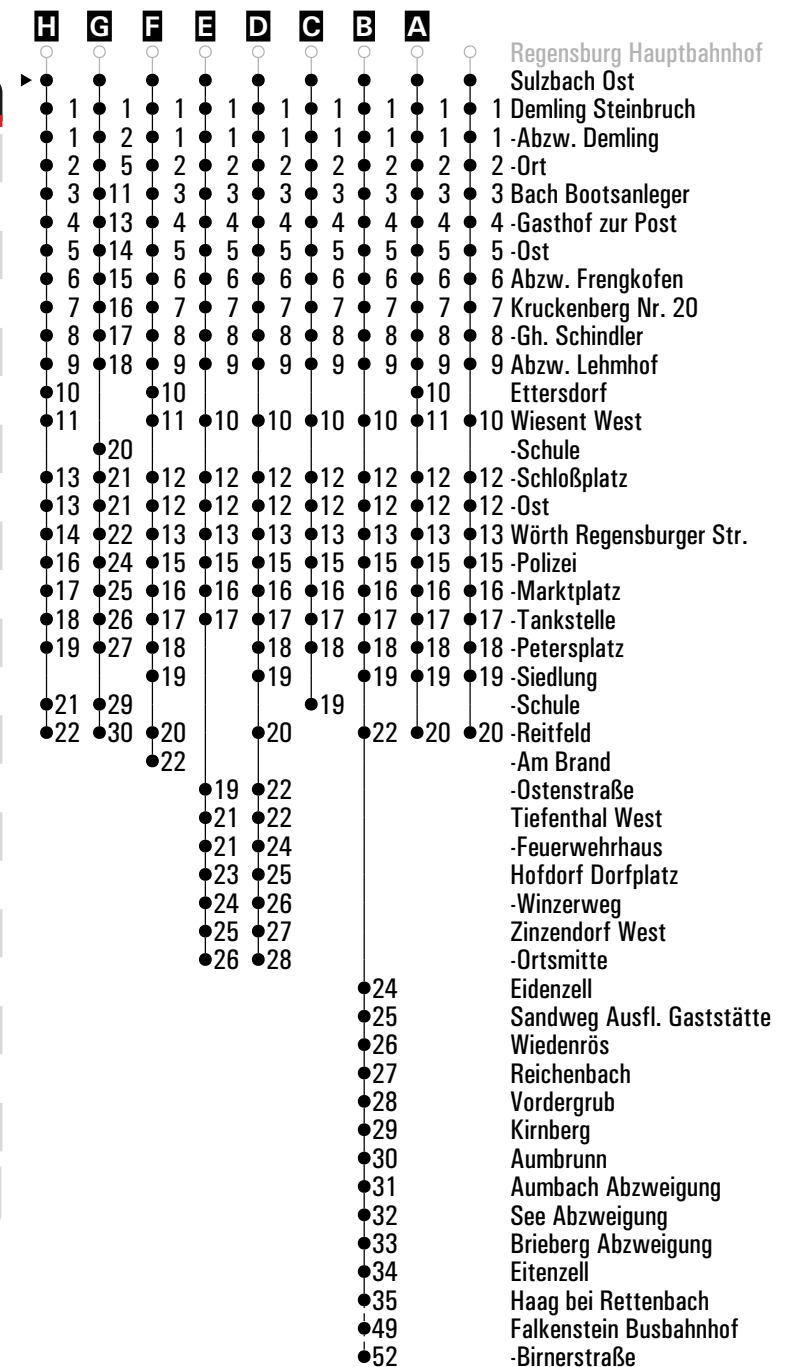 H G F E D C B A
Regensburg Hauptbahnhof
Sulzbach Ost
1 1 1 1 1 1 1 1 1 Demling Steinbruch
1 2 1 1 1 1 1 1 1 -Abzw. Demling
2 5 2 2 2 2 2 2 2 -Ort
3 11 3 3 3 3 3 3 3 Bach Bootsanleger
4 13 4 4 4 4 4 4 4 -Gasthof zur Post
5 14 5 5 5 5 5 5 5 -Ost
6 15 6 6 6 6 6 6 6 Abzw. Frengkofen
7 16 7 7 7 7 7 7 7 Kruckenberg Nr. 20
8 17 8 8 8 8 8 8 8 -Gh. Schindler
9 18 9 9 9 9 9 9 9 Abzw. Lehmhof
10 10 10 Ettersdorf
11 11 10 10 10 10 11 10 Wiesent West
20 -Schule
13 21 12 12 12 12 12 12 12 -Schloßplatz
13 21 12 12 12 12 12 12 12 -Ost
14 22 13 13 13 13 13 13 13 Wörth Regensburger Str.
16 24 15 15 15 15 15 15 15 -Polizei
17 25 16 16 16 16 16 16 16 -Marktplatz
18 26 17 17 17 17 17 17 17 -Tankstelle
19 27 18 18 18 18 18 18 -Petersplatz
19 19 19 19 19 -Siedlung
21 29 19 -Schule
22 30 20 20 22 20 20 -Reitfeld
22 -Am Brand
19 22 -Ostenstraße
21 22 Tiefenthal West
21 24 -Feuerwehrhaus
23 25 Hofdorf Dorfplatz
24 26 -Winzerweg
25 27 Zinzendorf West
26 28 -Ortsmitte
24 Eidenzell
25 Sandweg Ausfl. Gaststätte
26 Wiedenrös
27 Reichenbach
28 Vordergrub
29 Kirnberg
30 Aumbrunn
31 Aumbach Abzweigung
32 See Abzweigung
33 Brieberg Abzweigung
34 Eitenzell
35 Haag bei Rettenbach
49 Falkenstein Busbahnhof
52 -Birnerstraße